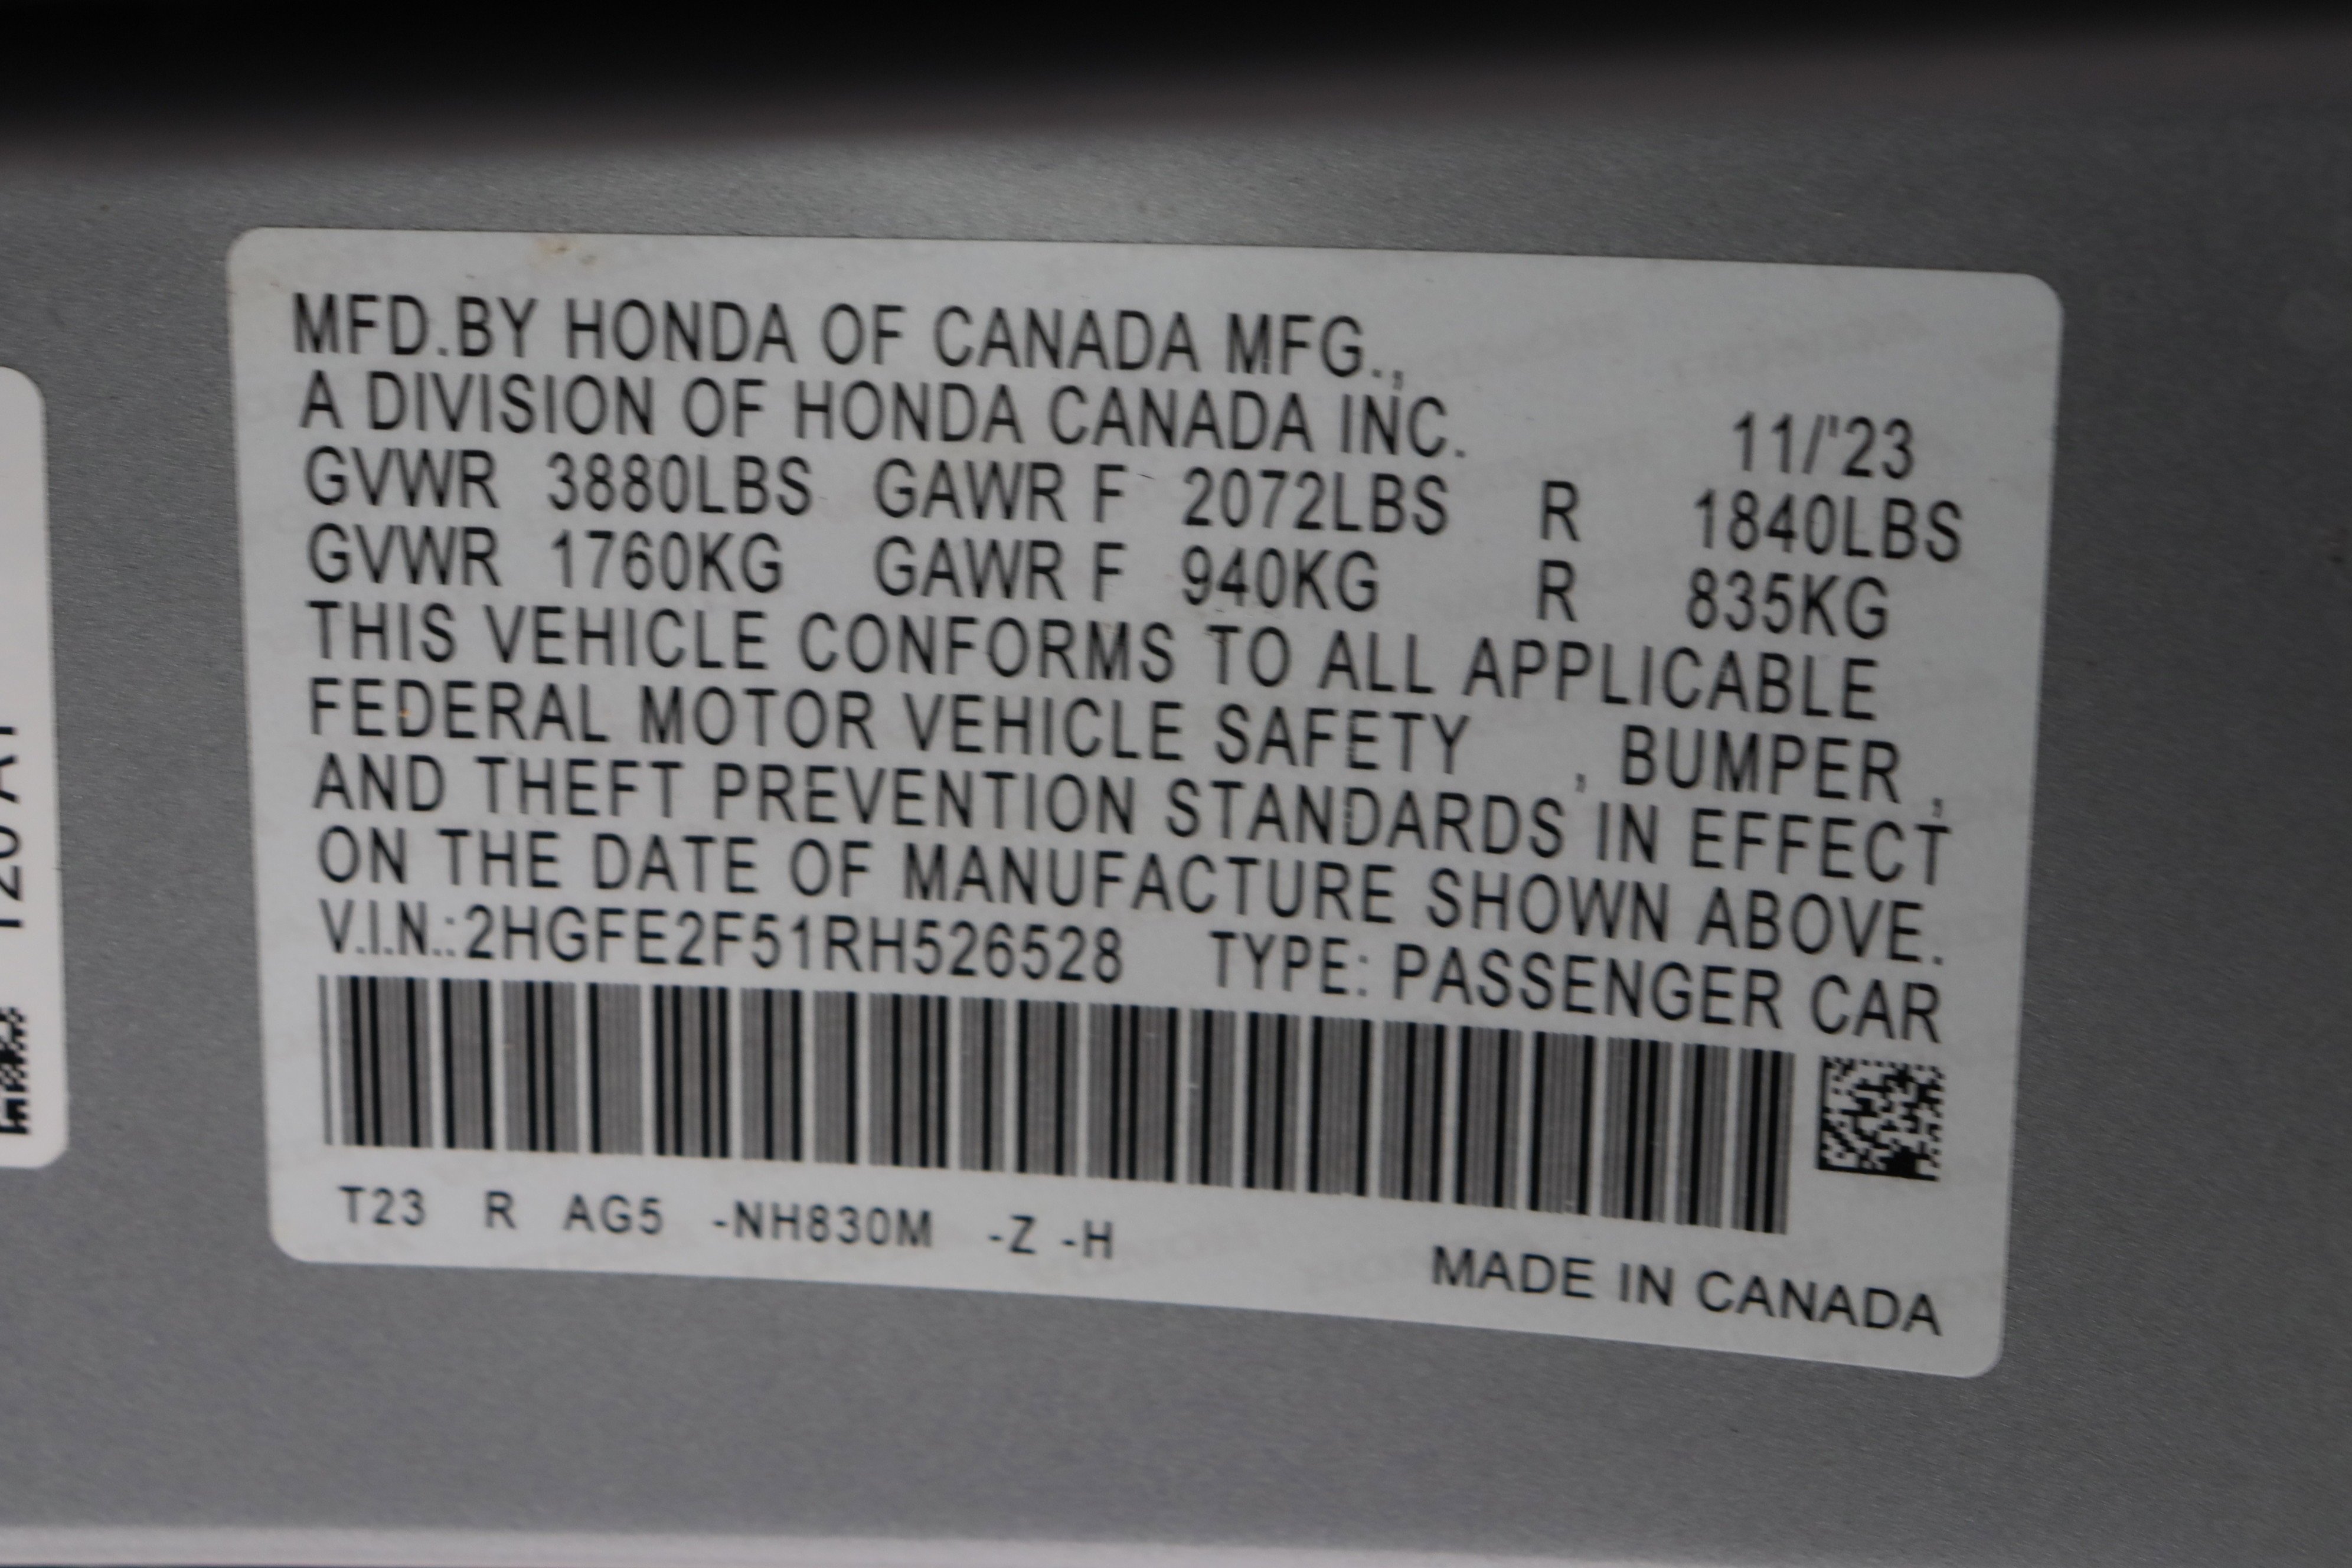 MFD.BY HONDA OF CANADA MFG.,
A DIVISION OF HONDA CANADA INC. 11/'23
GVWR 3880LBS GAWR F 2072LBS R 1840LBS
GVWR 1760KG GAWR F 940KG R 835KG
THIS VEHICLE CONFORMS TO ALL APPLICABLE
FEDERAL MOTOR VEHICLE SAFETY , BUMPER ,
AND THEFT PREVENTION STANDARDS IN EFFECT
ON THE DATE OF MANUFACTURE SHOWN ABOVE.
V.I.N.:2HGFE2F51RH526528 TYPE: PASSENGER CAR
T23 R AG5 -NH830M -Z -H
MADE IN CANADA